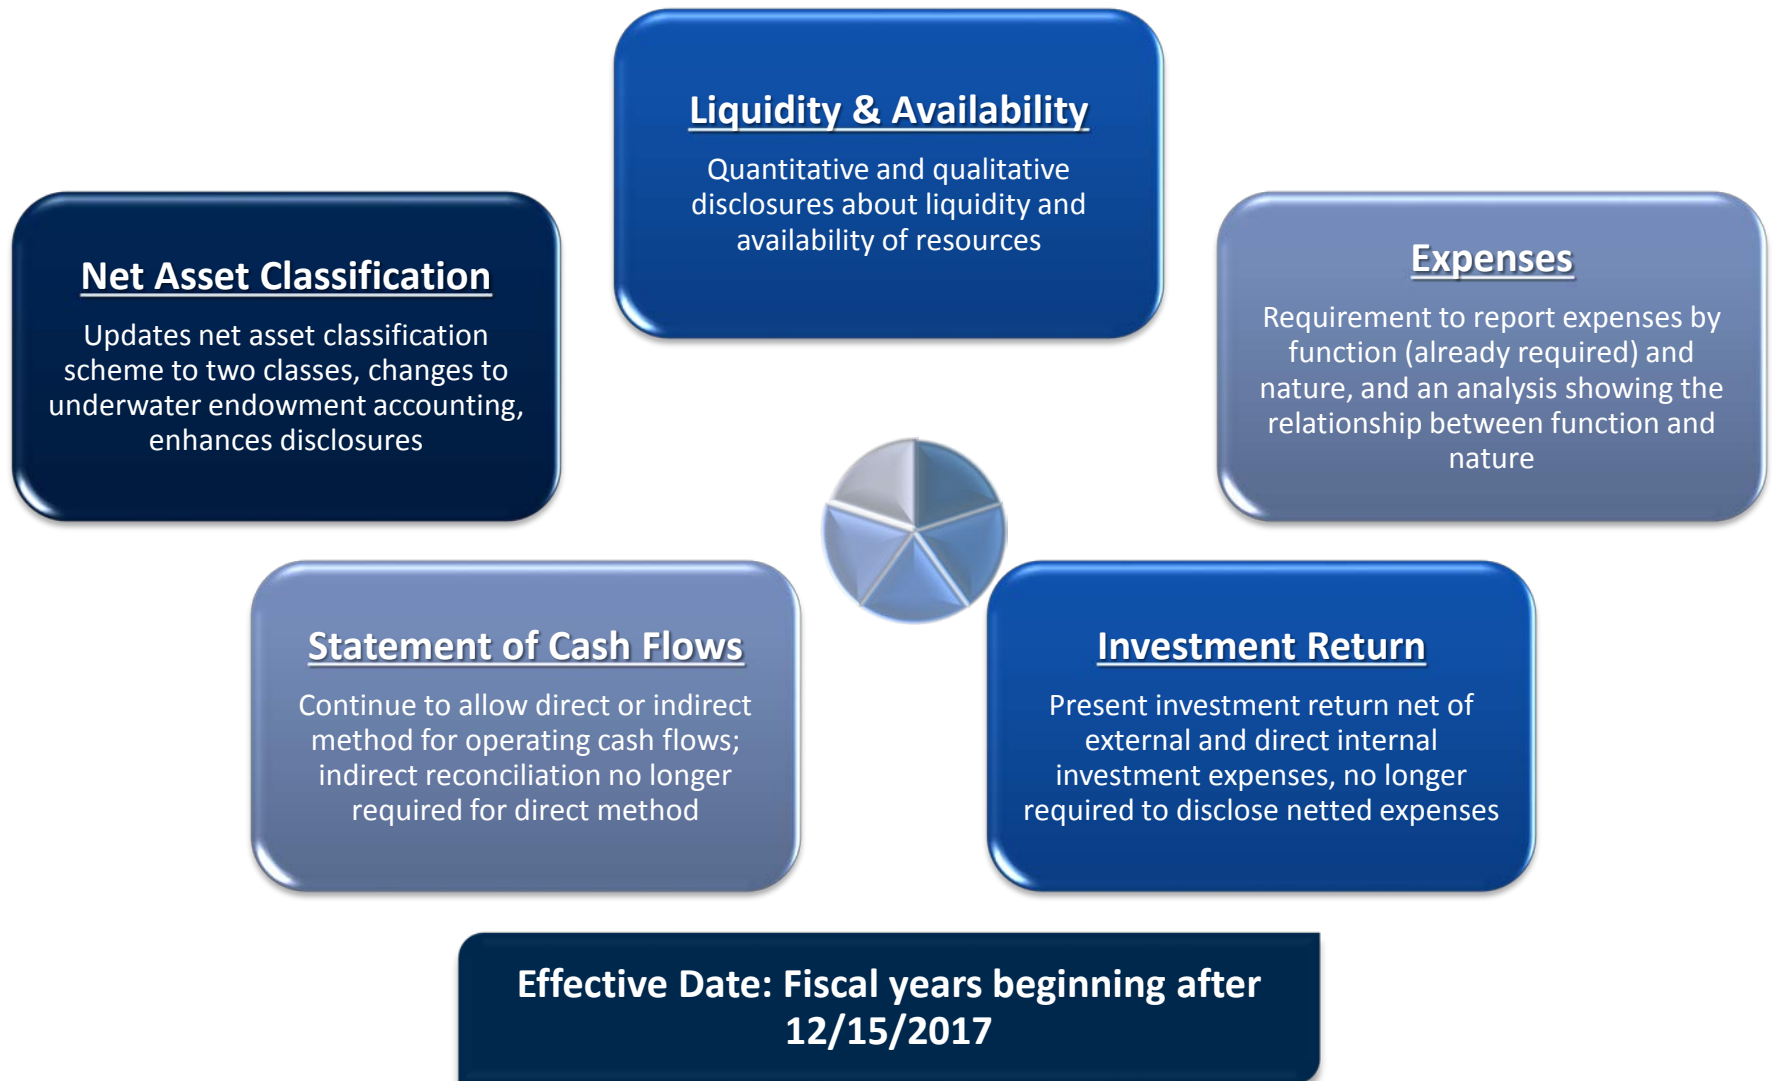 Liquidity & Availability
Quantitative and qualitative
disclosures about liquidity and
availability of resources
Net Asset Classification
Updates net asset classification
scheme to two classes, changes to
underwater endowment accounting,
enhances disclosures
Expenses
Requirement to report expenses by
function (already required) and
nature, and an analysis showing the
relationship between function and
nature
Statement of Cash Flows
Continue to allow direct or indirect
method for operating cash flows;
indirect reconciliation no longer
required for direct method
Investment Return
Present investment return net of
external and direct internal
investment expenses, no longer
required to disclose netted expenses
Effective Date: Fiscal years beginning after
12/15/2017